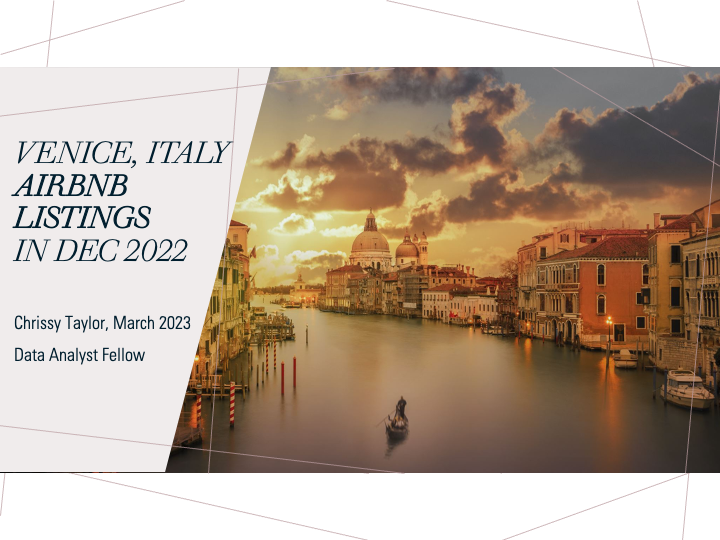 VENICE, ITALY
AIRBNB
LISTINGS
IN DEC 2022
Chrissy Taylor, March 2023
Data Analyst Fellow